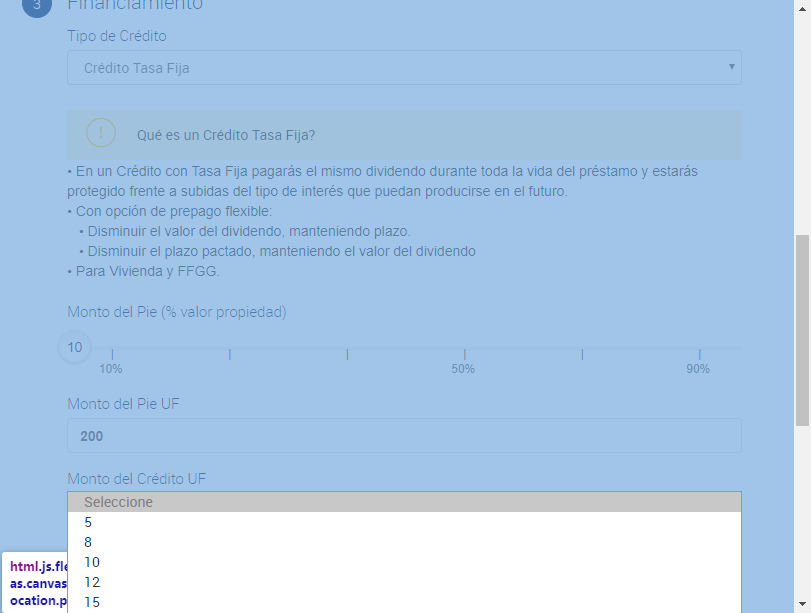 3 Financiamiento
Tipo de Crédito
Crédito Tasa Fija
Qué es un Crédito Tasa Fija?
• En un Crédito con Tasa Fija pagarás el mismo dividendo durante toda la vida del préstamo y estarás
protegido frente a subidas del tipo de interés que puedan producirse en el futuro.
• Con opción de prepago flexible:
• Disminuir el valor del dividendo, manteniendo plazo.
• Disminuir el plazo pactado, manteniendo el valor del dividendo
• Para Vivienda y FFGG.
Monto del Pie (% valor propiedad)
10
10% 50% 90%
Monto del Pie UF
200
Monto del Crédito UF
Seleccione
5
8
10
12
15
html.js.fle
as.canvas
ocation.p